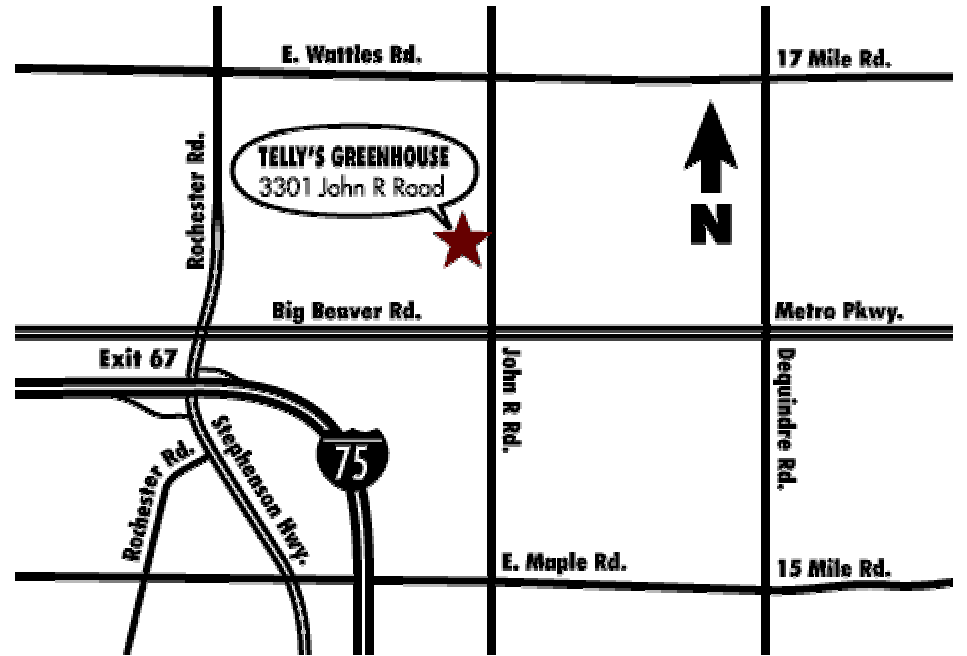 E. Wattles Rd.
17 Mile Rd.
Rochester Rd.
TELLY'S GREENHOUSE
3301 John R Road
N
Big Beaver Rd.
Metro Pkwy.
Exit 67
John R Rd.
Dequindre Rd.
Stephenson Hwy.
75
Rochester Rd.
E. Maple Rd.
15 Mile Rd.